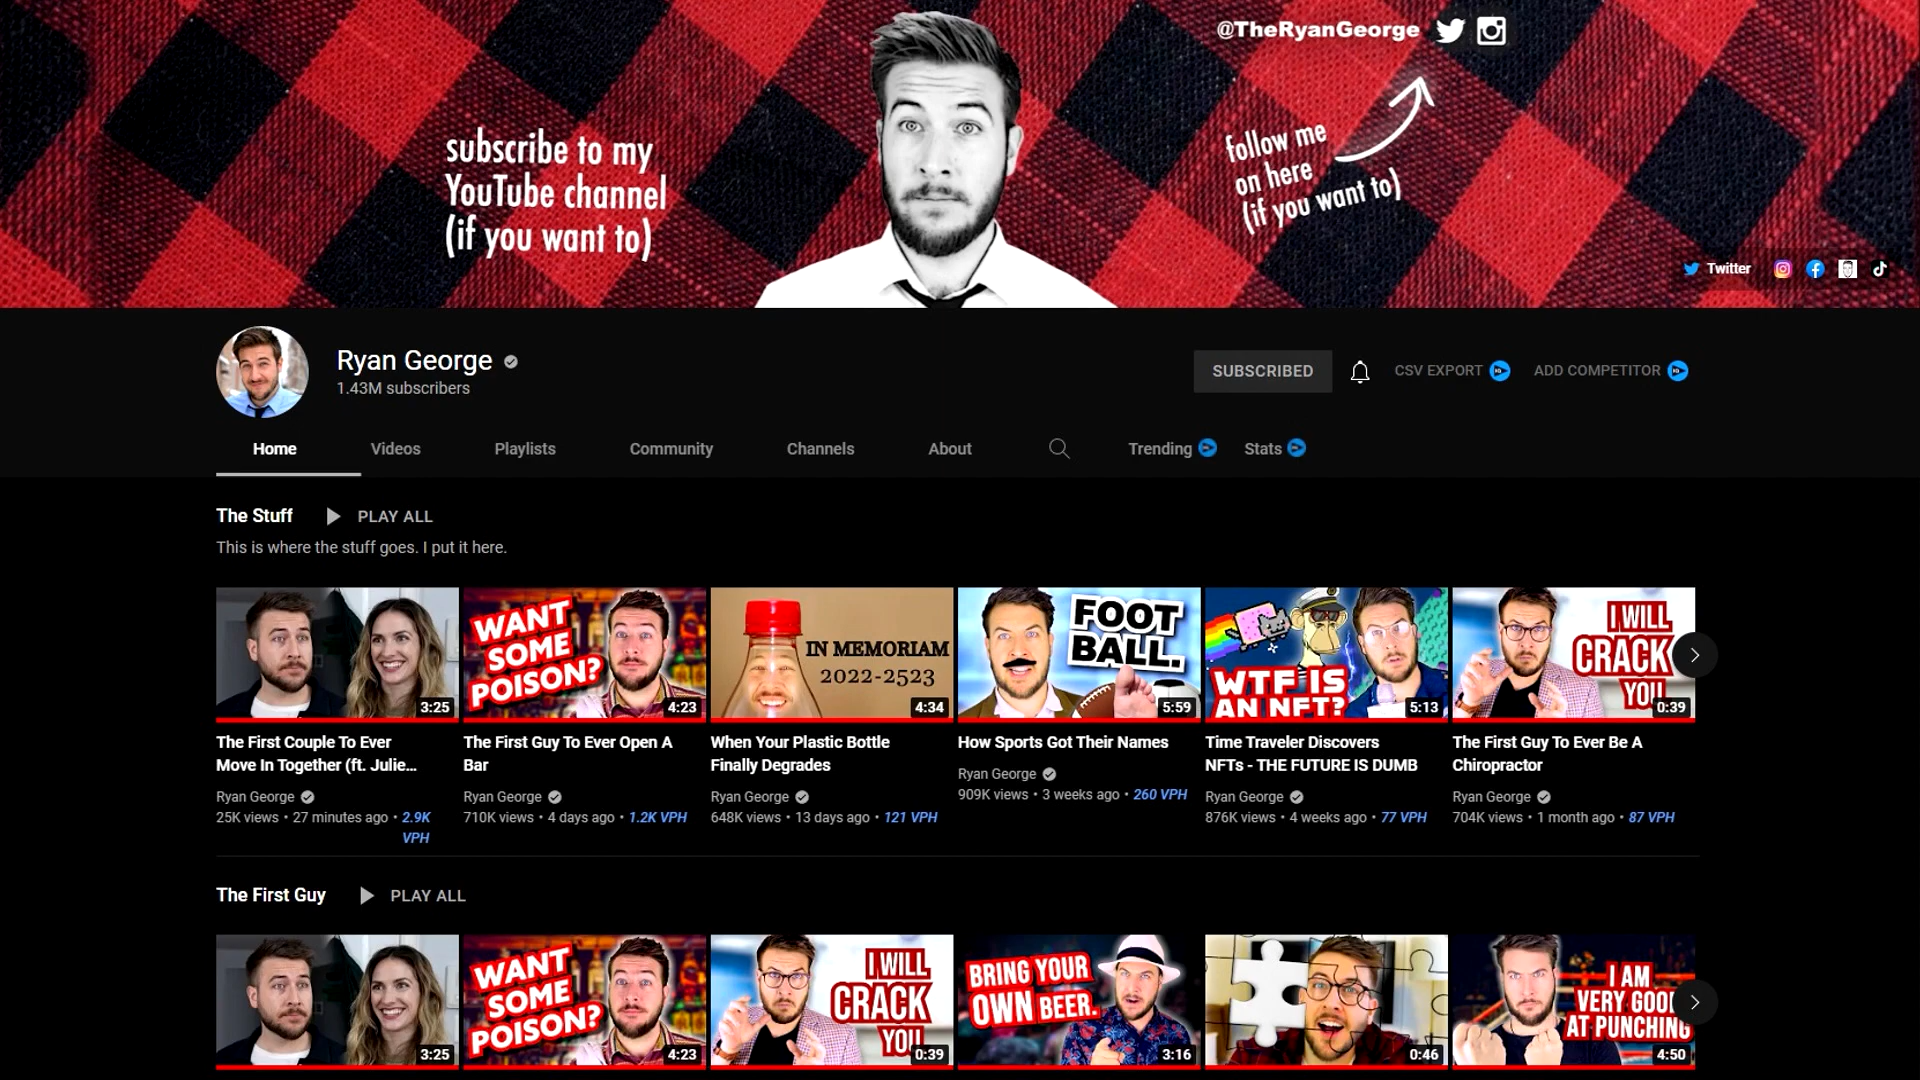 @TheRyanGeorge
subscribe to my
YouTube channel
(if you want to)
follow me
on here
(if you want to)
Twitter
Ryan George
1.43M subscribers
SUBSCRIBED
CSV EXPORT
ADD COMPETITOR
Home
Videos
Playlists
Community
Channels
About
Trending
Stats
The Stuff
PLAY ALL
This is where the stuff goes. I put it here.
3:25
WANT
SOME
POISON?
4:23
IN MEMORIAM
2022-2523
4:34
FOOT
BALL.
5:59
WTF IS
AN NFT?
5:13
I WILL
CRACK
YOU
0:39
The First Couple To Ever
Move In Together (ft. Julie...
Ryan George
25K views • 27 minutes ago • 2.9K
VPH
The First Guy To Ever Open A
Bar
Ryan George
710K views • 4 days ago • 1.2K VPH
When Your Plastic Bottle
Finally Degrades
Ryan George
648K views • 13 days ago • 121 VPH
How Sports Got Their Names
Ryan George
909K views • 3 weeks ago • 260 VPH
Time Traveler Discovers
NFTs - THE FUTURE IS DUMB
Ryan George
876K views • 4 weeks ago • 77 VPH
The First Guy To Ever Be A
Chiropractor
Ryan George
704K views • 1 month ago • 87 VPH
The First Guy
PLAY ALL
3:25
WANT
SOME
POISON?
4:23
I WILL
CRACK
YOU
0:39
BRING YOUR
OWN BEER.
3:16
0:46
I AM
VERY GOOD
AT PUNCHING
4:50